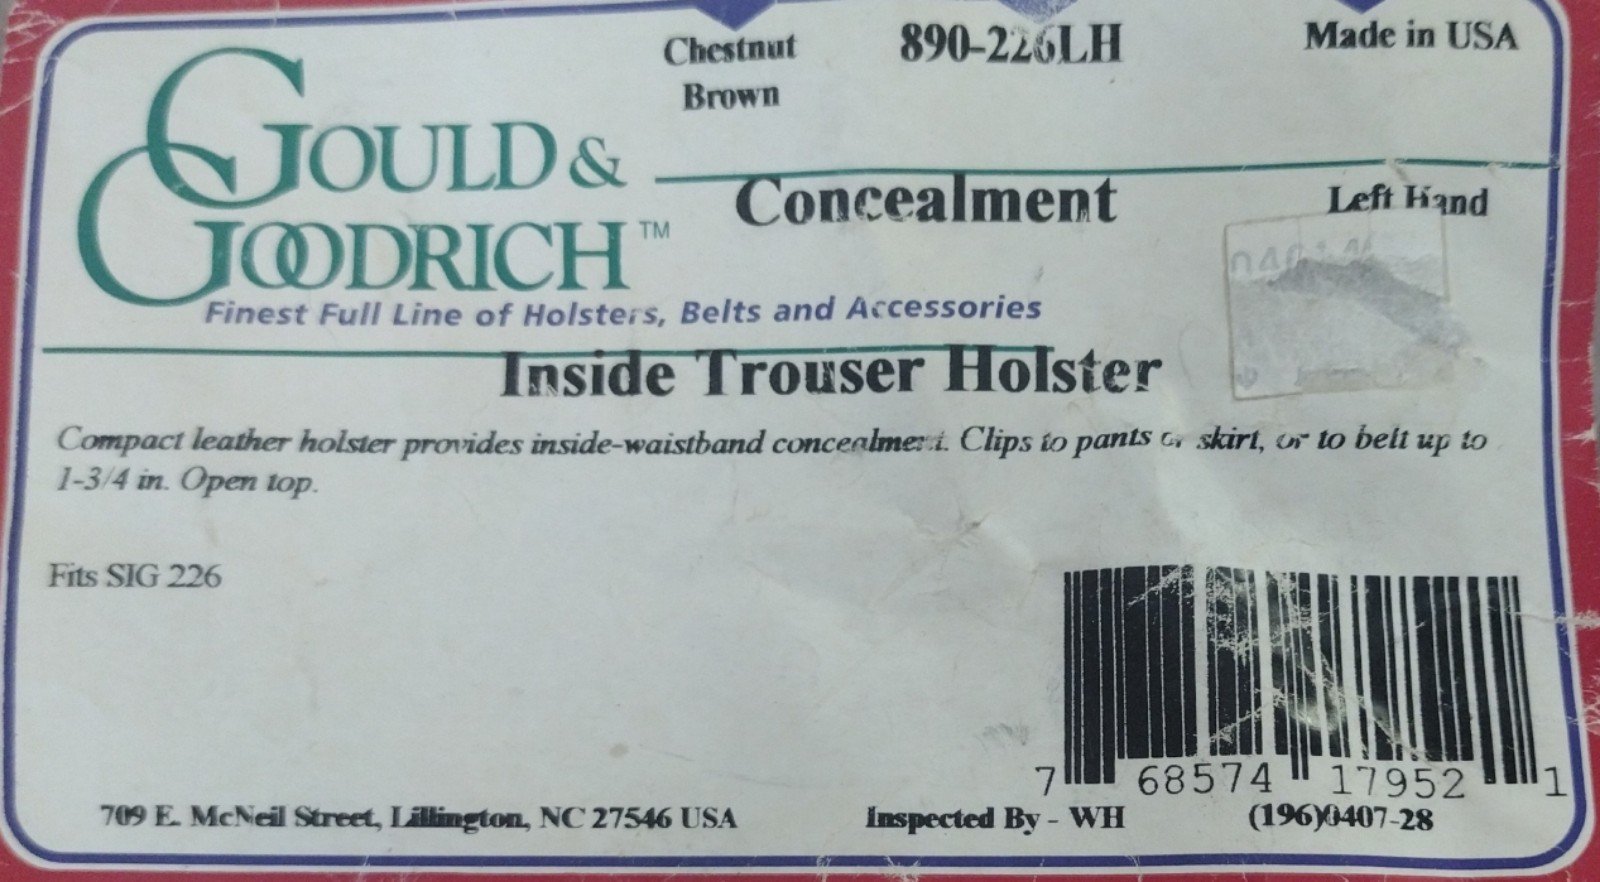 Chestnut Brown
890-226LH
Made in USA
GOULD &
GOODRICH™
Finest Full Line of Holsters, Belts and Accessories
Concealment
Left Hand
Inside Trouser Holster
Compact leather holster provides inside-waistband concealment. Clips to pants or skirt, or to belt up to
1-3/4 in. Open top.
Fits SIG 226
7 68574 17952 1
709 E. McNeil Street, Lillington, NC 27546 USA
Inspected By - WH
(196)0407-28